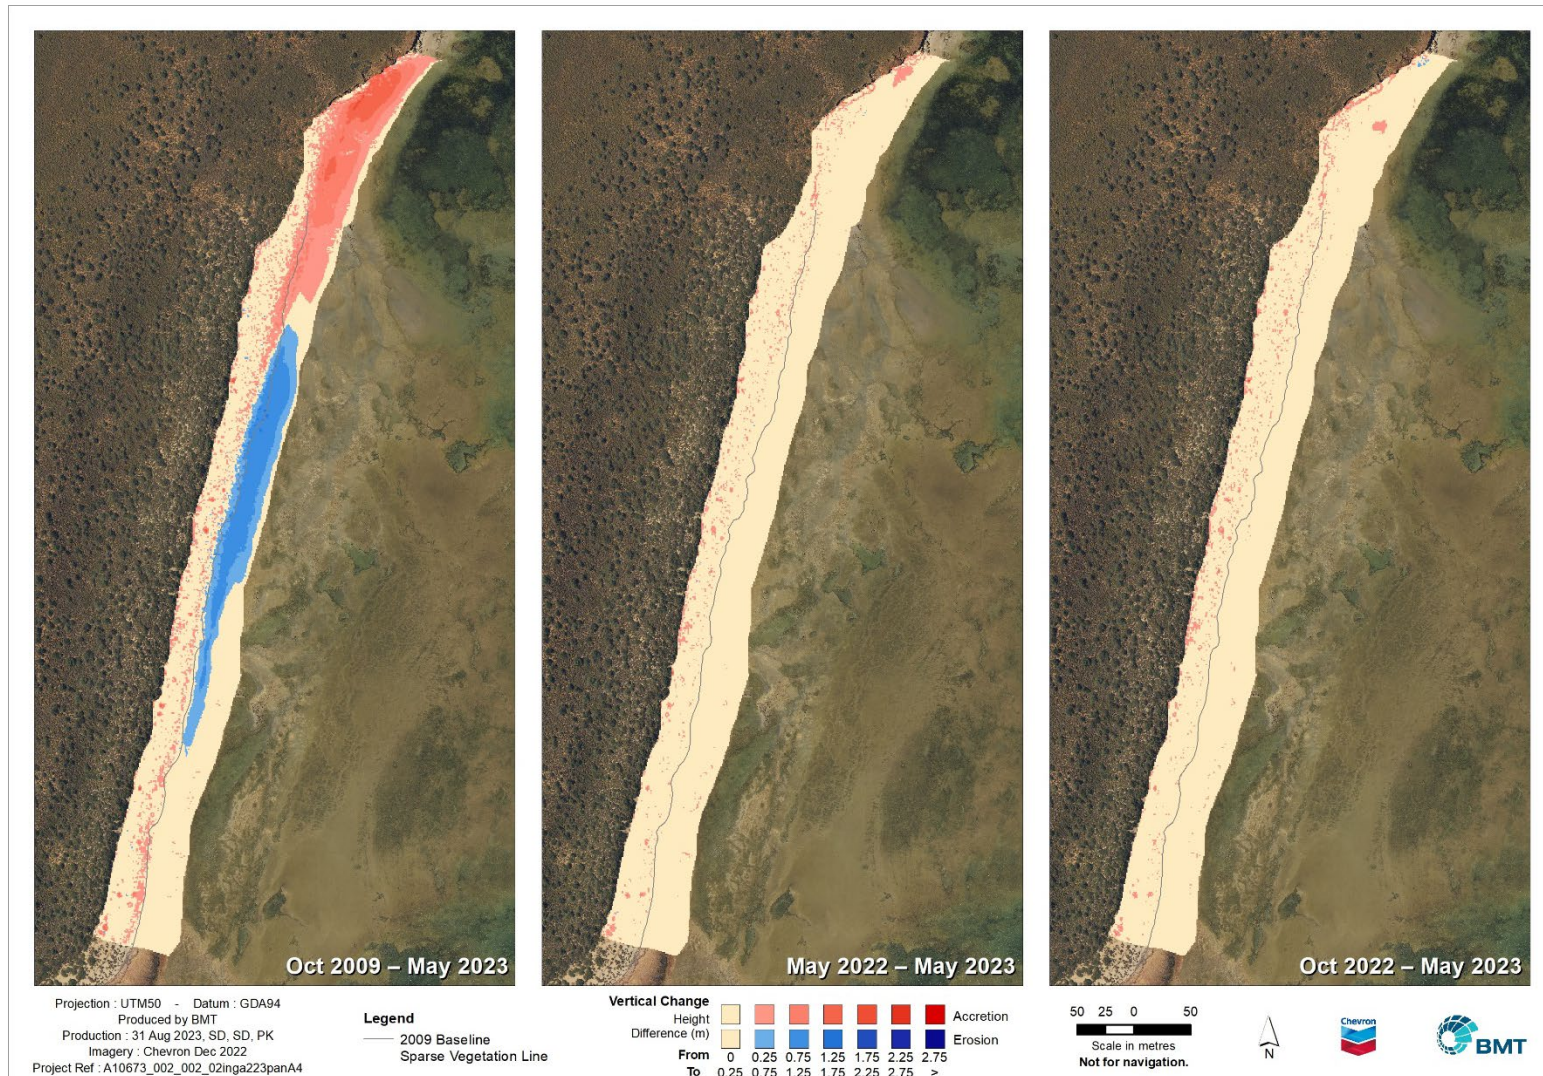 Oct 2009 – May 2023
May 2022 – May 2023
Oct 2022 – May 2023
Projection : UTM50 - Datum : GDA94
Produced by BMT
Production : 31 Aug 2023, SD, SD, PK
Imagery : Chevron Dec 2022
Project Ref : A10673_002_002_02inga223panA4
Legend
2009 Baseline
Sparse Vegetation Line
Vertical Change
Height
Difference (m)
Accretion
Erosion
From 0 0.25 0.75 1.25 1.75 2.25 2.75
To 0.25 0.75 1.25 1.75 2.25 2.75 >
50 25 0 50
Scale in metres
Not for navigation.
N
Chevron
BMT